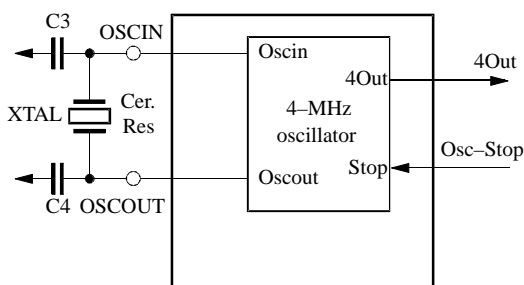 C3
OSCIN
Oscin
4Out
4Out
XTAL
Cer.
Res
4–MHz
oscillator
Osc–Stop
Stop
Oscout
C4
OSCOUT